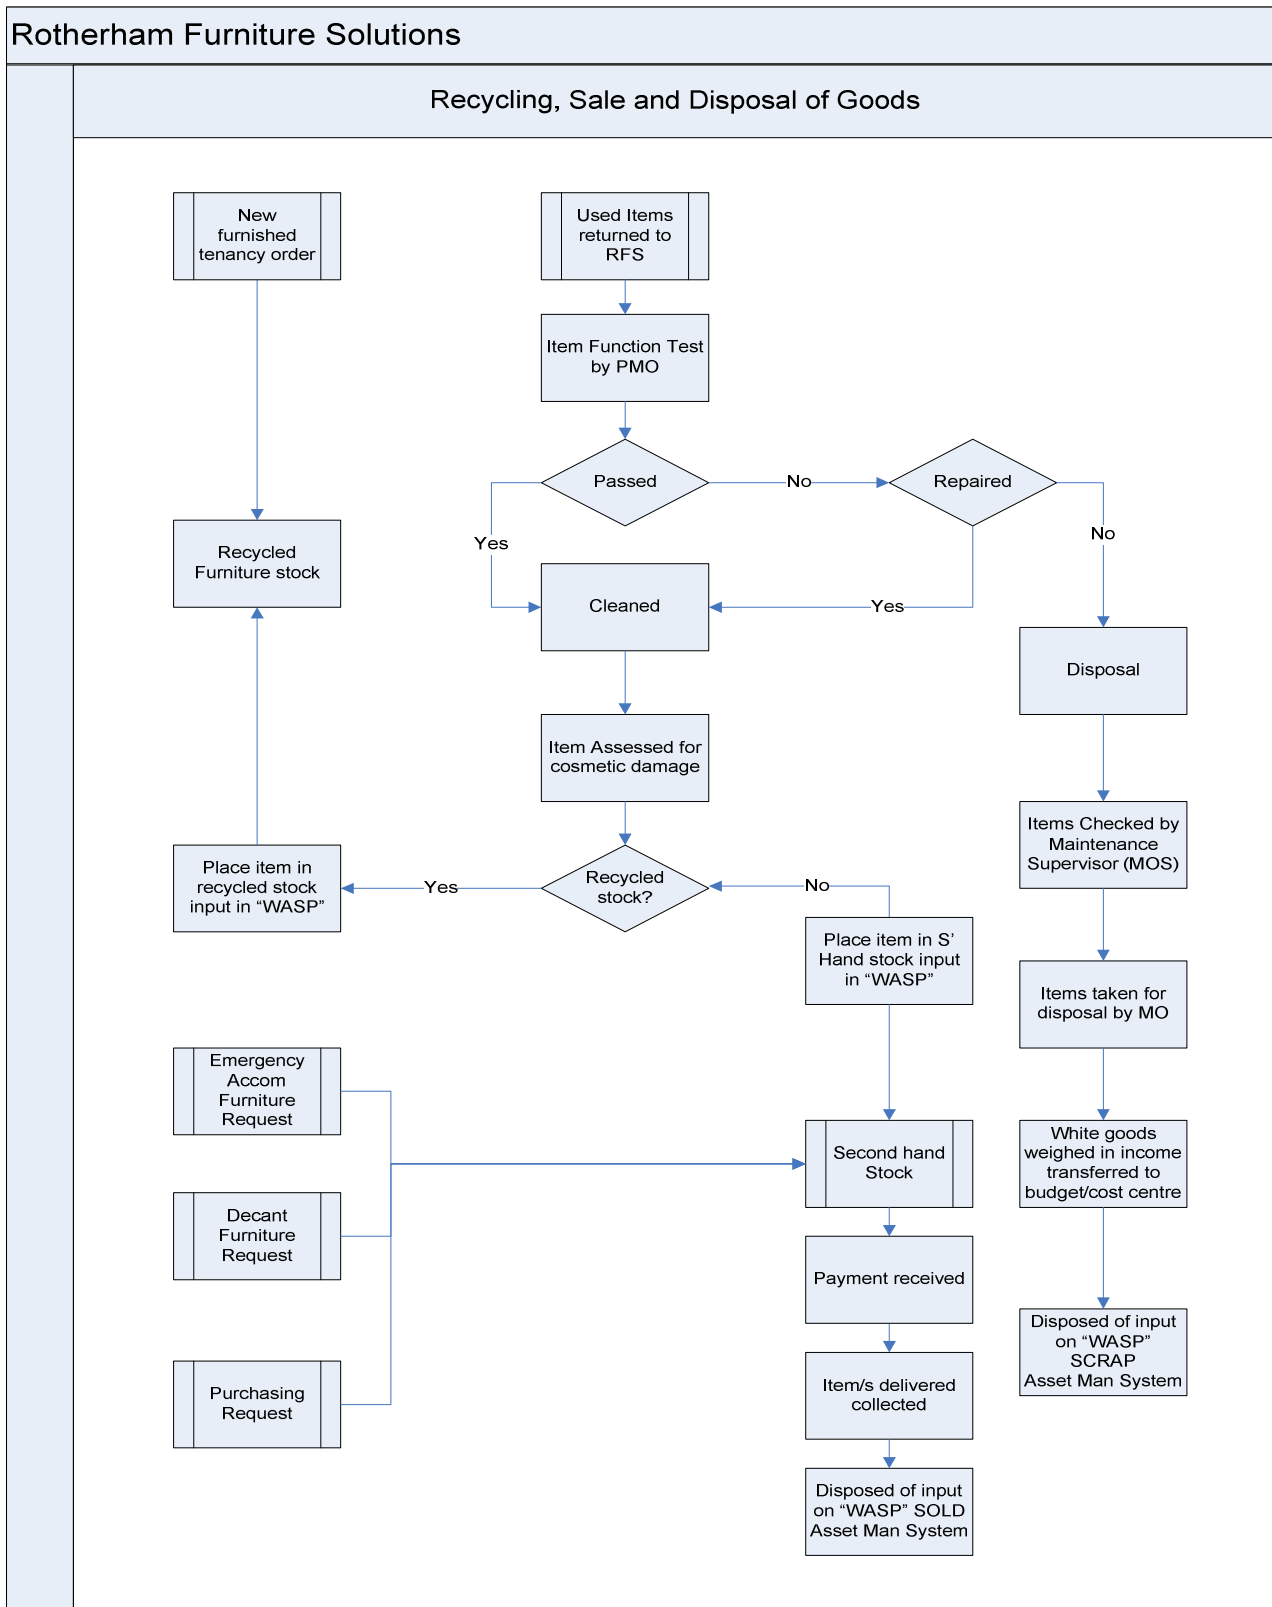 Rotherham Furniture Solutions
Recycling, Sale and Disposal of Goods
New
furnished
tenancy order
Used Items
returned to
RFS
Item Function Test
by PMO
Passed
No
Repaired
Yes
No
Recycled
Furniture stock
Cleaned
Yes
Disposal
Item Assessed for
cosmetic damage
Items Checked by
Maintenance
Supervisor (MOS)
Place item in
recycled stock
input in “WASP”
Yes
Recycled
stock?
No
Place item in S’
Hand stock input
in “WASP”
Items taken for
disposal by MO
Emergency
Accom
Furniture
Request
Second hand
Stock
White goods
weighed in income
transferred to
budget/cost centre
Decant
Furniture
Request
Payment received
Disposed of input
on “WASP”
SCRAP
Asset Man System
Purchasing
Request
Item/s delivered
collected
Disposed of input
on “WASP” SOLD
Asset Man System